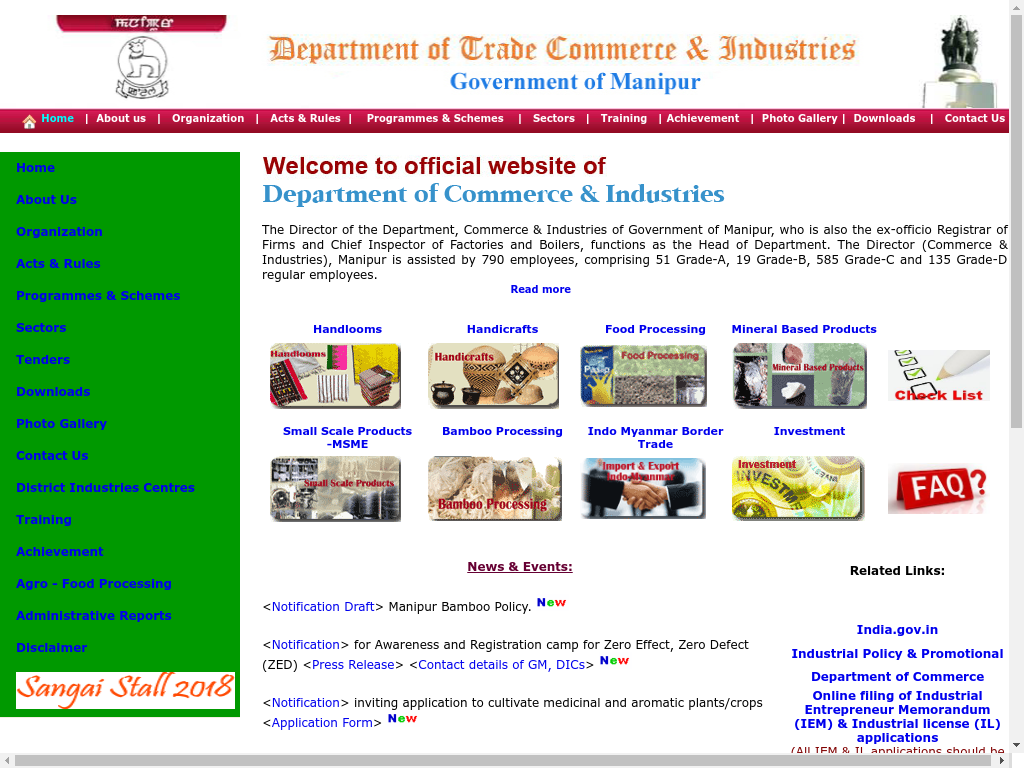 Department of Trade Commerce & Industries
Government of Manipur
Home | About us | Organization | Acts & Rules | Programmes & Schemes | Sectors | Training | Achievement | Photo Gallery | Downloads | Contact Us
Home
About Us
Organization
Acts & Rules
Programmes & Schemes
Sectors
Tenders
Downloads
Photo Gallery
Contact Us
District Industries Centres
Training
Achievement
Agro - Food Processing
Administrative Reports
Disclaimer
Sangai Stall 2018
Welcome to official website of
Department of Commerce & Industries
The Director of the Department, Commerce & Industries of Government of Manipur, who is also the ex-officio Registrar of
Firms and Chief Inspector of Factories and Boilers, functions as the Head of Department. The Director (Commerce &
Industries), Manipur is assisted by 790 employees, comprising 51 Grade-A, 19 Grade-B, 585 Grade-C and 135 Grade-D
regular employees.
Read more
Handlooms
Handicrafts
Food Processing
Mineral Based Products
Handlooms
Handicrafts
Food Processing
Mineral Based Products
Check List
Small Scale Products
-MSME
Bamboo Processing
Indo Myanmar Border
Trade
Investment
Small Scale Products
Bamboo Processing
Import & Export
Indo Meanmar
Investment
INVESTMENT
FAQ?
News & Events:
<Notification Draft> Manipur Bamboo Policy. New
<Notification> for Awareness and Registration camp for Zero Effect, Zero Defect
(ZED) <Press Release> <Contact details of GM, DICs> New
<Notification> inviting application to cultivate medicinal and aromatic plants/crops
<Application Form> New
Related Links:
India.gov.in
Industrial Policy & Promotional
Department of Commerce
Online filing of Industrial
Entrepreneur Memorandum
(IEM) & Industrial license (IL)
applications
(All IEM & IL applications should be